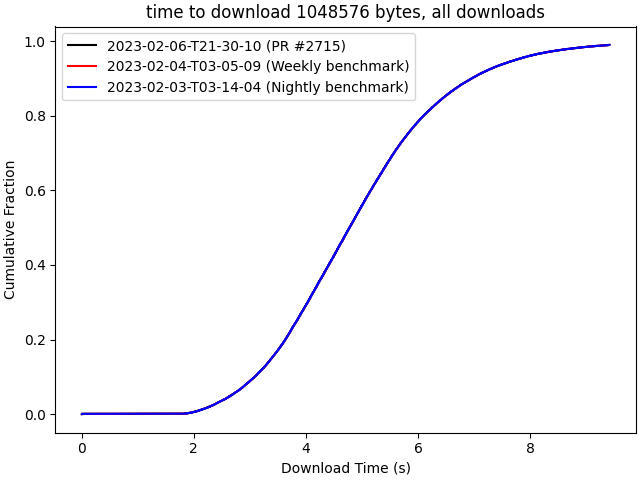 time to download 1048576 bytes, all downloads
2023-02-06-T21-30-10 (PR #2715)
2023-02-04-T03-05-09 (Weekly benchmark)
2023-02-03-T03-14-04 (Nightly benchmark)
Cumulative Fraction
1.0
0.8
0.6
0.4
0.2
0.0
0 2 4 6 8
Download Time (s)